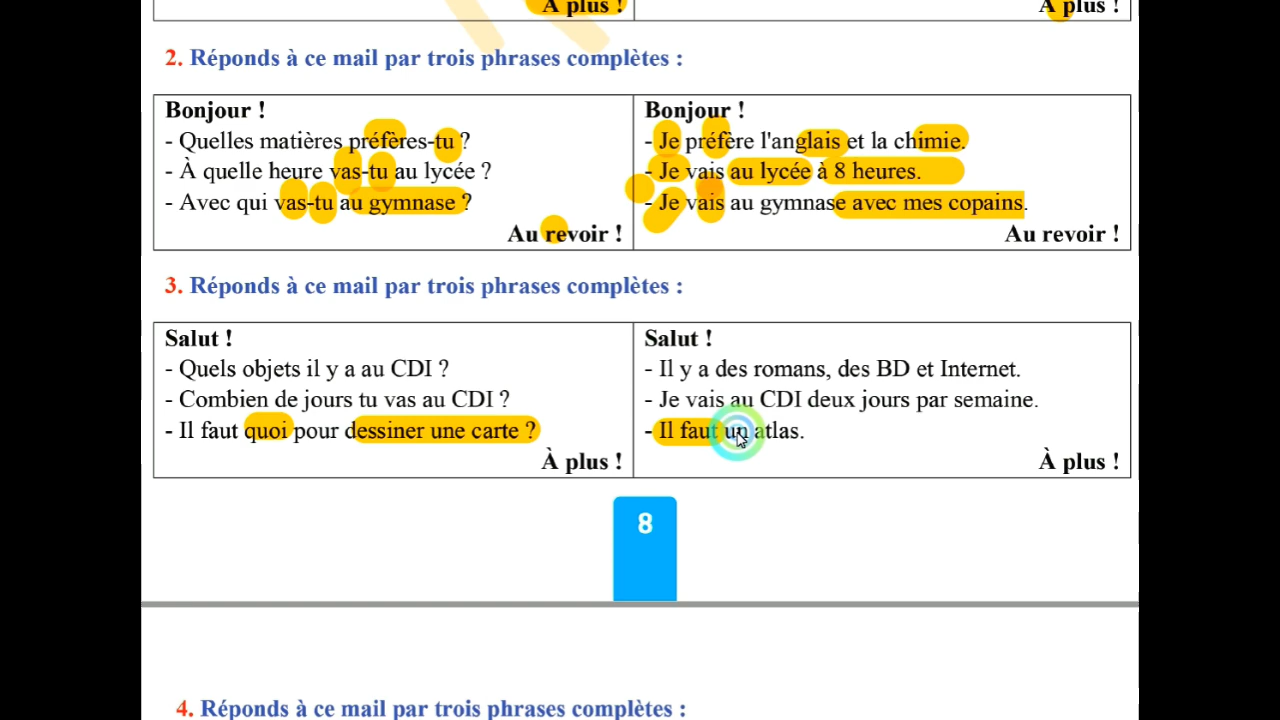 À plus !
À plus !
2. Réponds à ce mail par trois phrases complètes :
Bonjour !
- Quelles matières préfères-tu ?
- À quelle heure vas-tu au lycée ?
- Avec qui vas-tu au gymnase ?
Au revoir !
Bonjour !
- Je préfère l'anglais et la chimie.
- Je vais au lycée à 8 heures.
- Je vais au gymnase avec mes copains.
Au revoir !
3. Réponds à ce mail par trois phrases complètes :
Salut !
- Quels objets il y a au CDI ?
- Combien de jours tu vas au CDI ?
- Il faut quoi pour dessiner une carte ?
À plus !
Salut !
- Il y a des romans, des BD et Internet.
- Je vais au CDI deux jours par semaine.
- Il faut un atlas.
À plus !
8
4. Réponds à ce mail par trois phrases complètes :